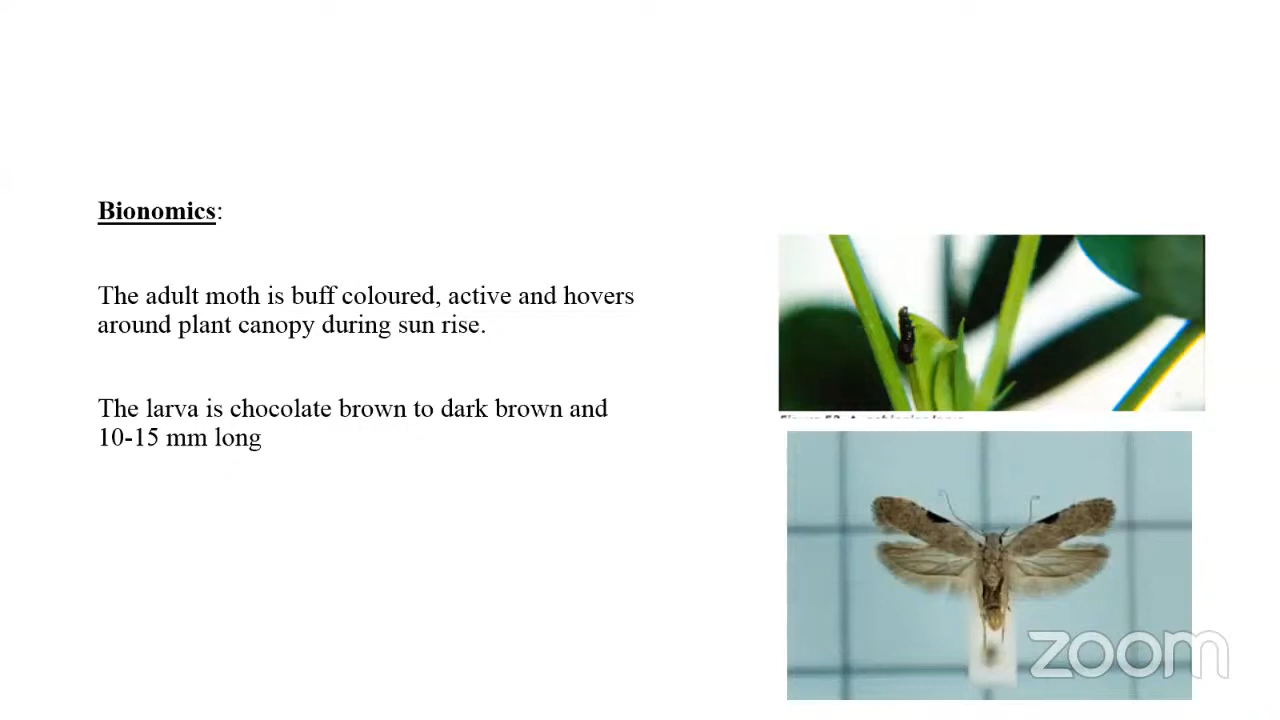 Bionomics:
The adult moth is buff coloured, active and hovers
around plant canopy during sun rise.
The larva is chocolate brown to dark brown and
10-15 mm long
zoom